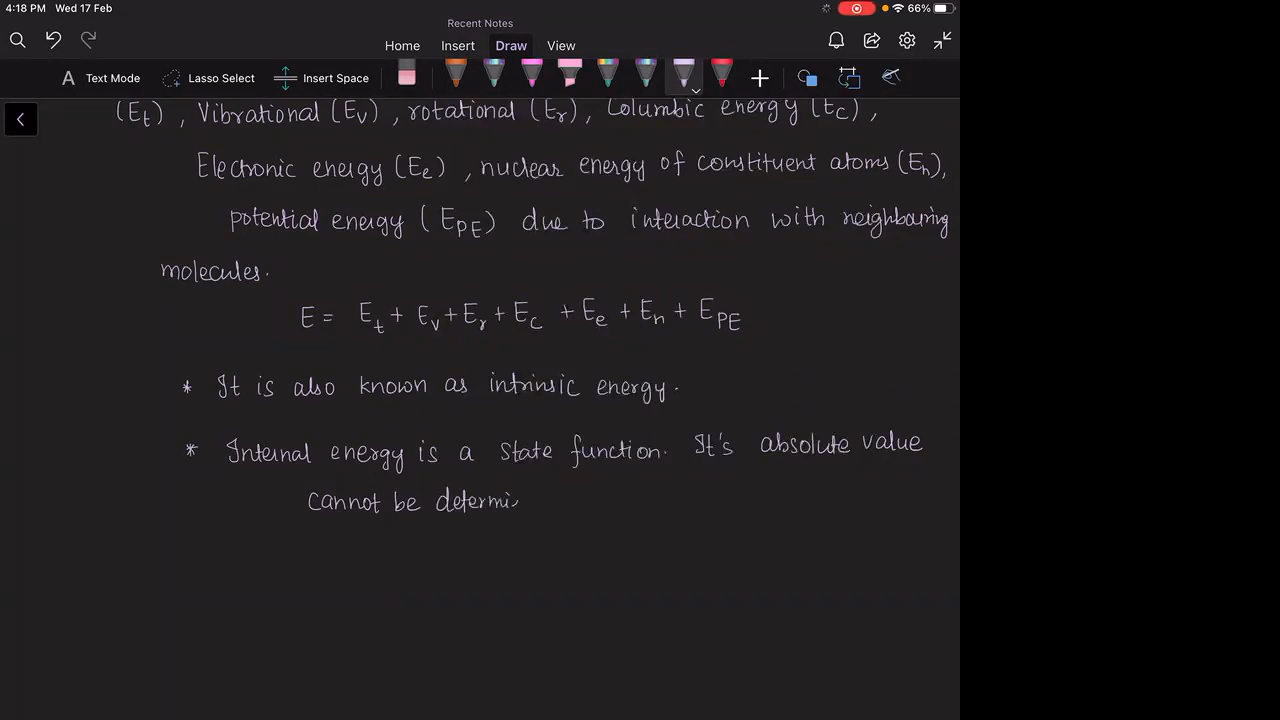 4:18 PM Wed 17 Feb
66%
Recent Notes
Home Insert Draw View
A Text Mode Lasso Select Insert Space
(Et) , Vibrational (Ev) , rotational (Er) , Columbic energy (Ec) ,
Electronic energy (Ee) , nuclear energy of constituent atoms (En),
potential energy (EPE) due to interaction with neighbouring
molecules.
E = Et + Ev + Er + Ec + Ee + En + EPE
* It is also known as intrinsic energy.
* Internal energy is a state function. It's absolute value
cannot be determi